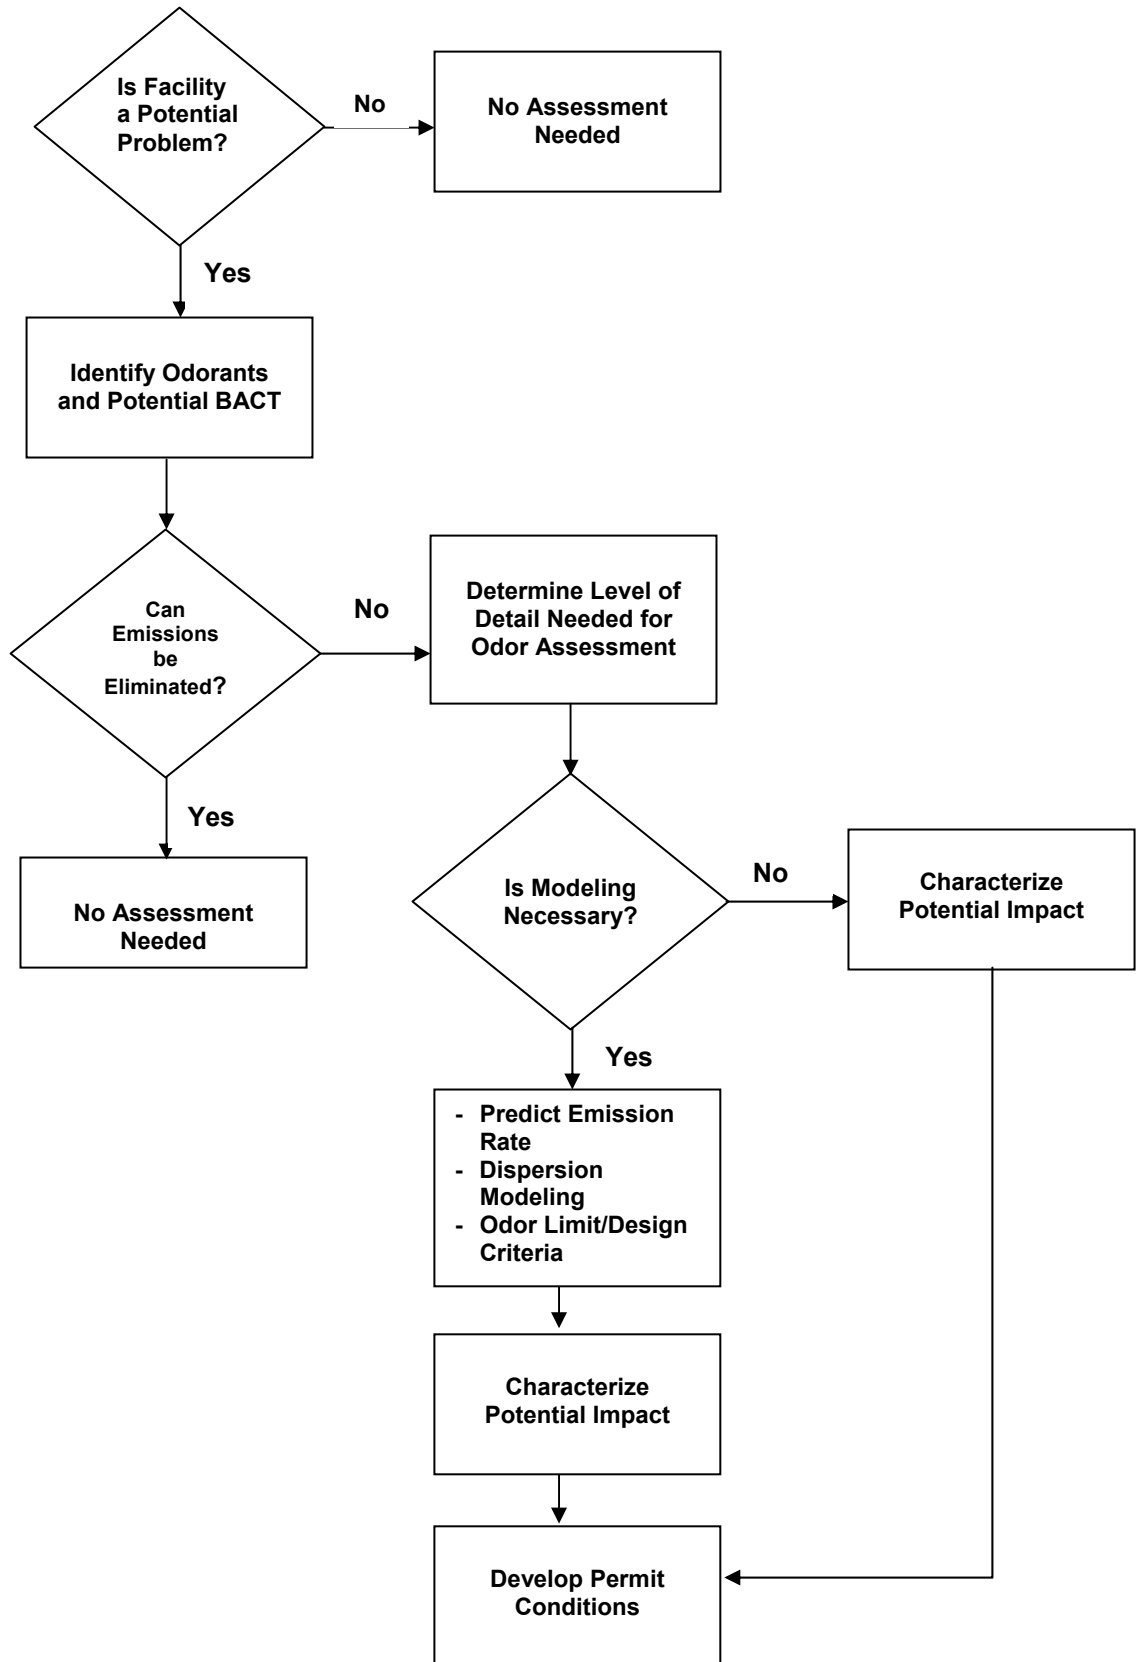 Is Facility
a Potential
Problem?
No
No Assessment
Needed
Yes
Identify Odorants
and Potential BACT
Can
Emissions
be
Eliminated?
No
Determine Level of
Detail Needed for
Odor Assessment
Yes
No Assessment
Needed
Is Modeling
Necessary?
No
Characterize
Potential Impact
Yes
- Predict Emission
Rate
- Dispersion
Modeling
- Odor Limit/Design
Criteria
Characterize
Potential Impact
Develop Permit
Conditions